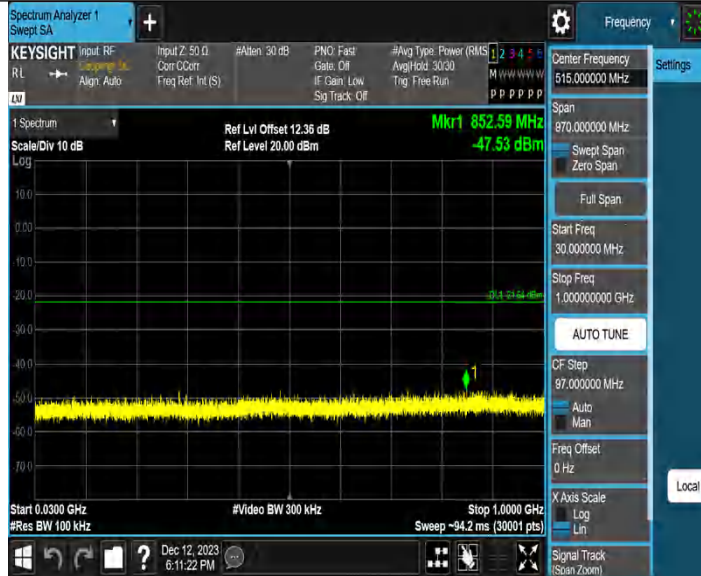 Spectrum Analyzer 1
Swept SA
+
Frequency
KEYSIGHT
RL
Input: RF
Align: Auto
Input Z: 50 Ω
Corr CCorr
Freq Ref: Int (S)
#Atten: 30 dB
PNO: Fast
Gate: Off
IF Gain: Low
Sig Track: Off
#Avg Type: Power (RMS
Avg|Hold: 30/30
Trig: Free Run
1 2 3 4 5 6
M W W W W W
P P P P P P
1 Spectrum
Scale/Div 10 dB
Ref Lvl Offset 12.36 dB
Ref Level 20.00 dBm
Mkr1 852.59 MHz
-47.53 dBm
Log
10.0
0.00
-10.0
-20.0
-30.0
-40.0
-50.0
-60.0
-70.0
1
Start 0.0300 GHz
#Res BW 100 kHz
#Video BW 300 kHz
Stop 1.0000 GHz
Sweep ~94.2 ms (30001 pts)
?
Dec 12, 2023
6:11:22 PM
Center Frequency
515.000000 MHz
Span
970.000000 MHz
Swept Span
Zero Span
Full Span
Start Freq
30.000000 MHz
Stop Freq
1.000000000 GHz
AUTO TUNE
CF Step
97.000000 MHz
Auto
Man
Freq Offset
0 Hz
X Axis Scale
Log
Lin
Signal Track
(Span Zoom)
Settings
Local